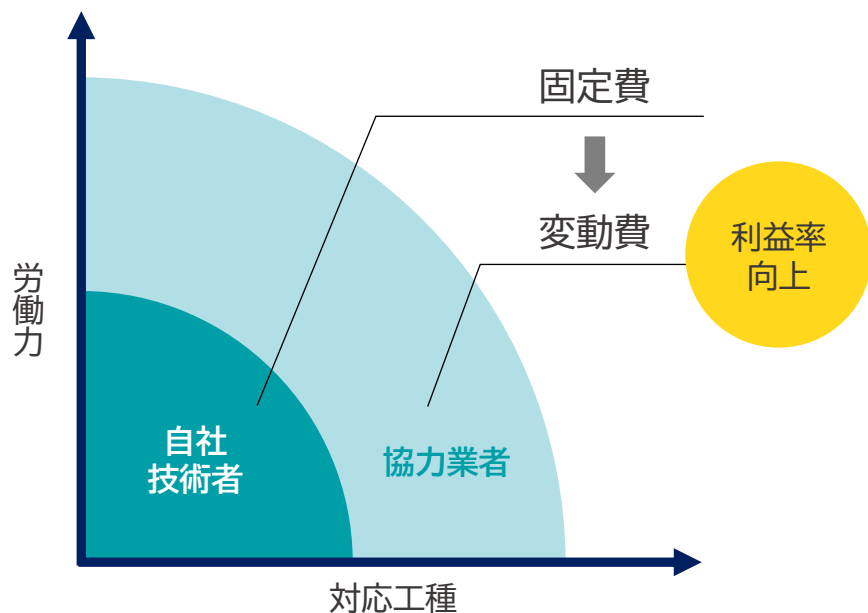 固定費
変動費
利益率
向上
労働力
自社
技術者
協力業者
対応工種